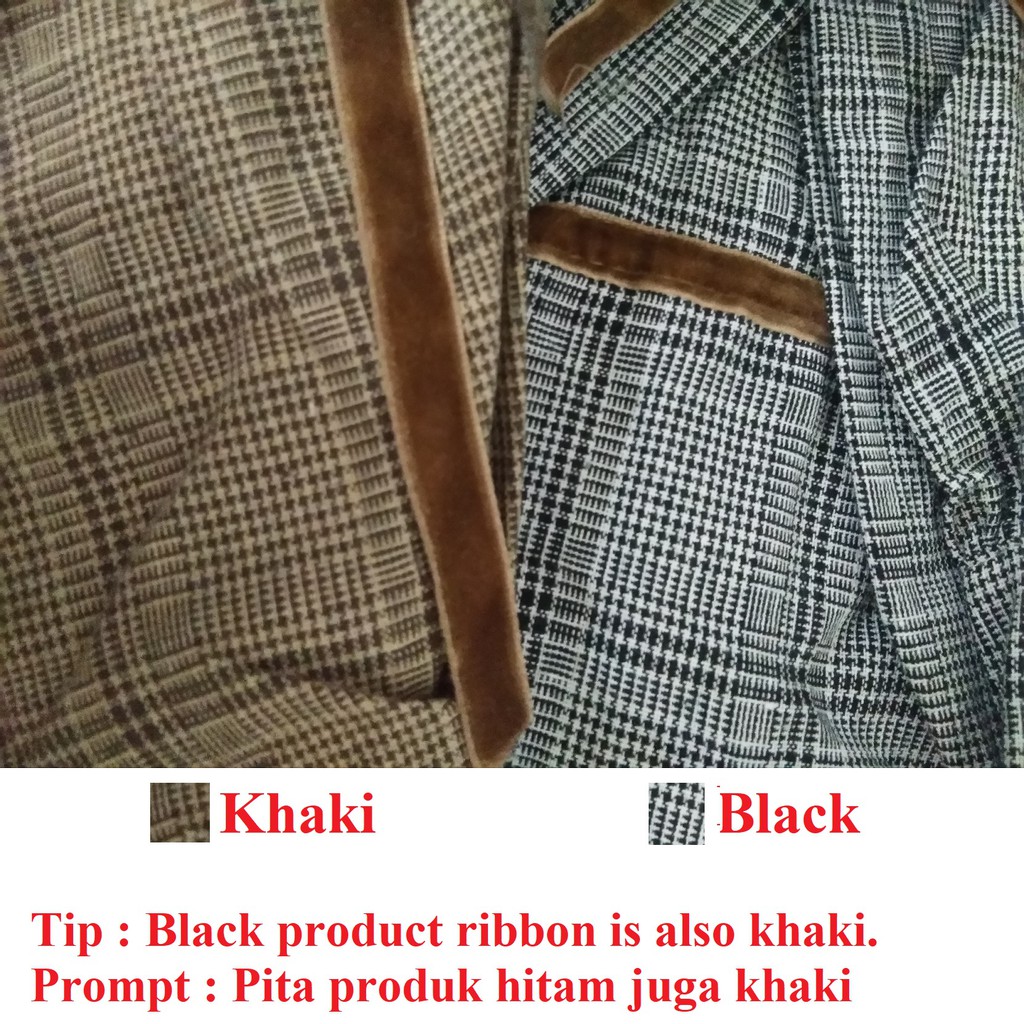 Khaki
Black
Tip : Black product ribbon is also khaki.
Prompt : Pita produk hitam juga khaki